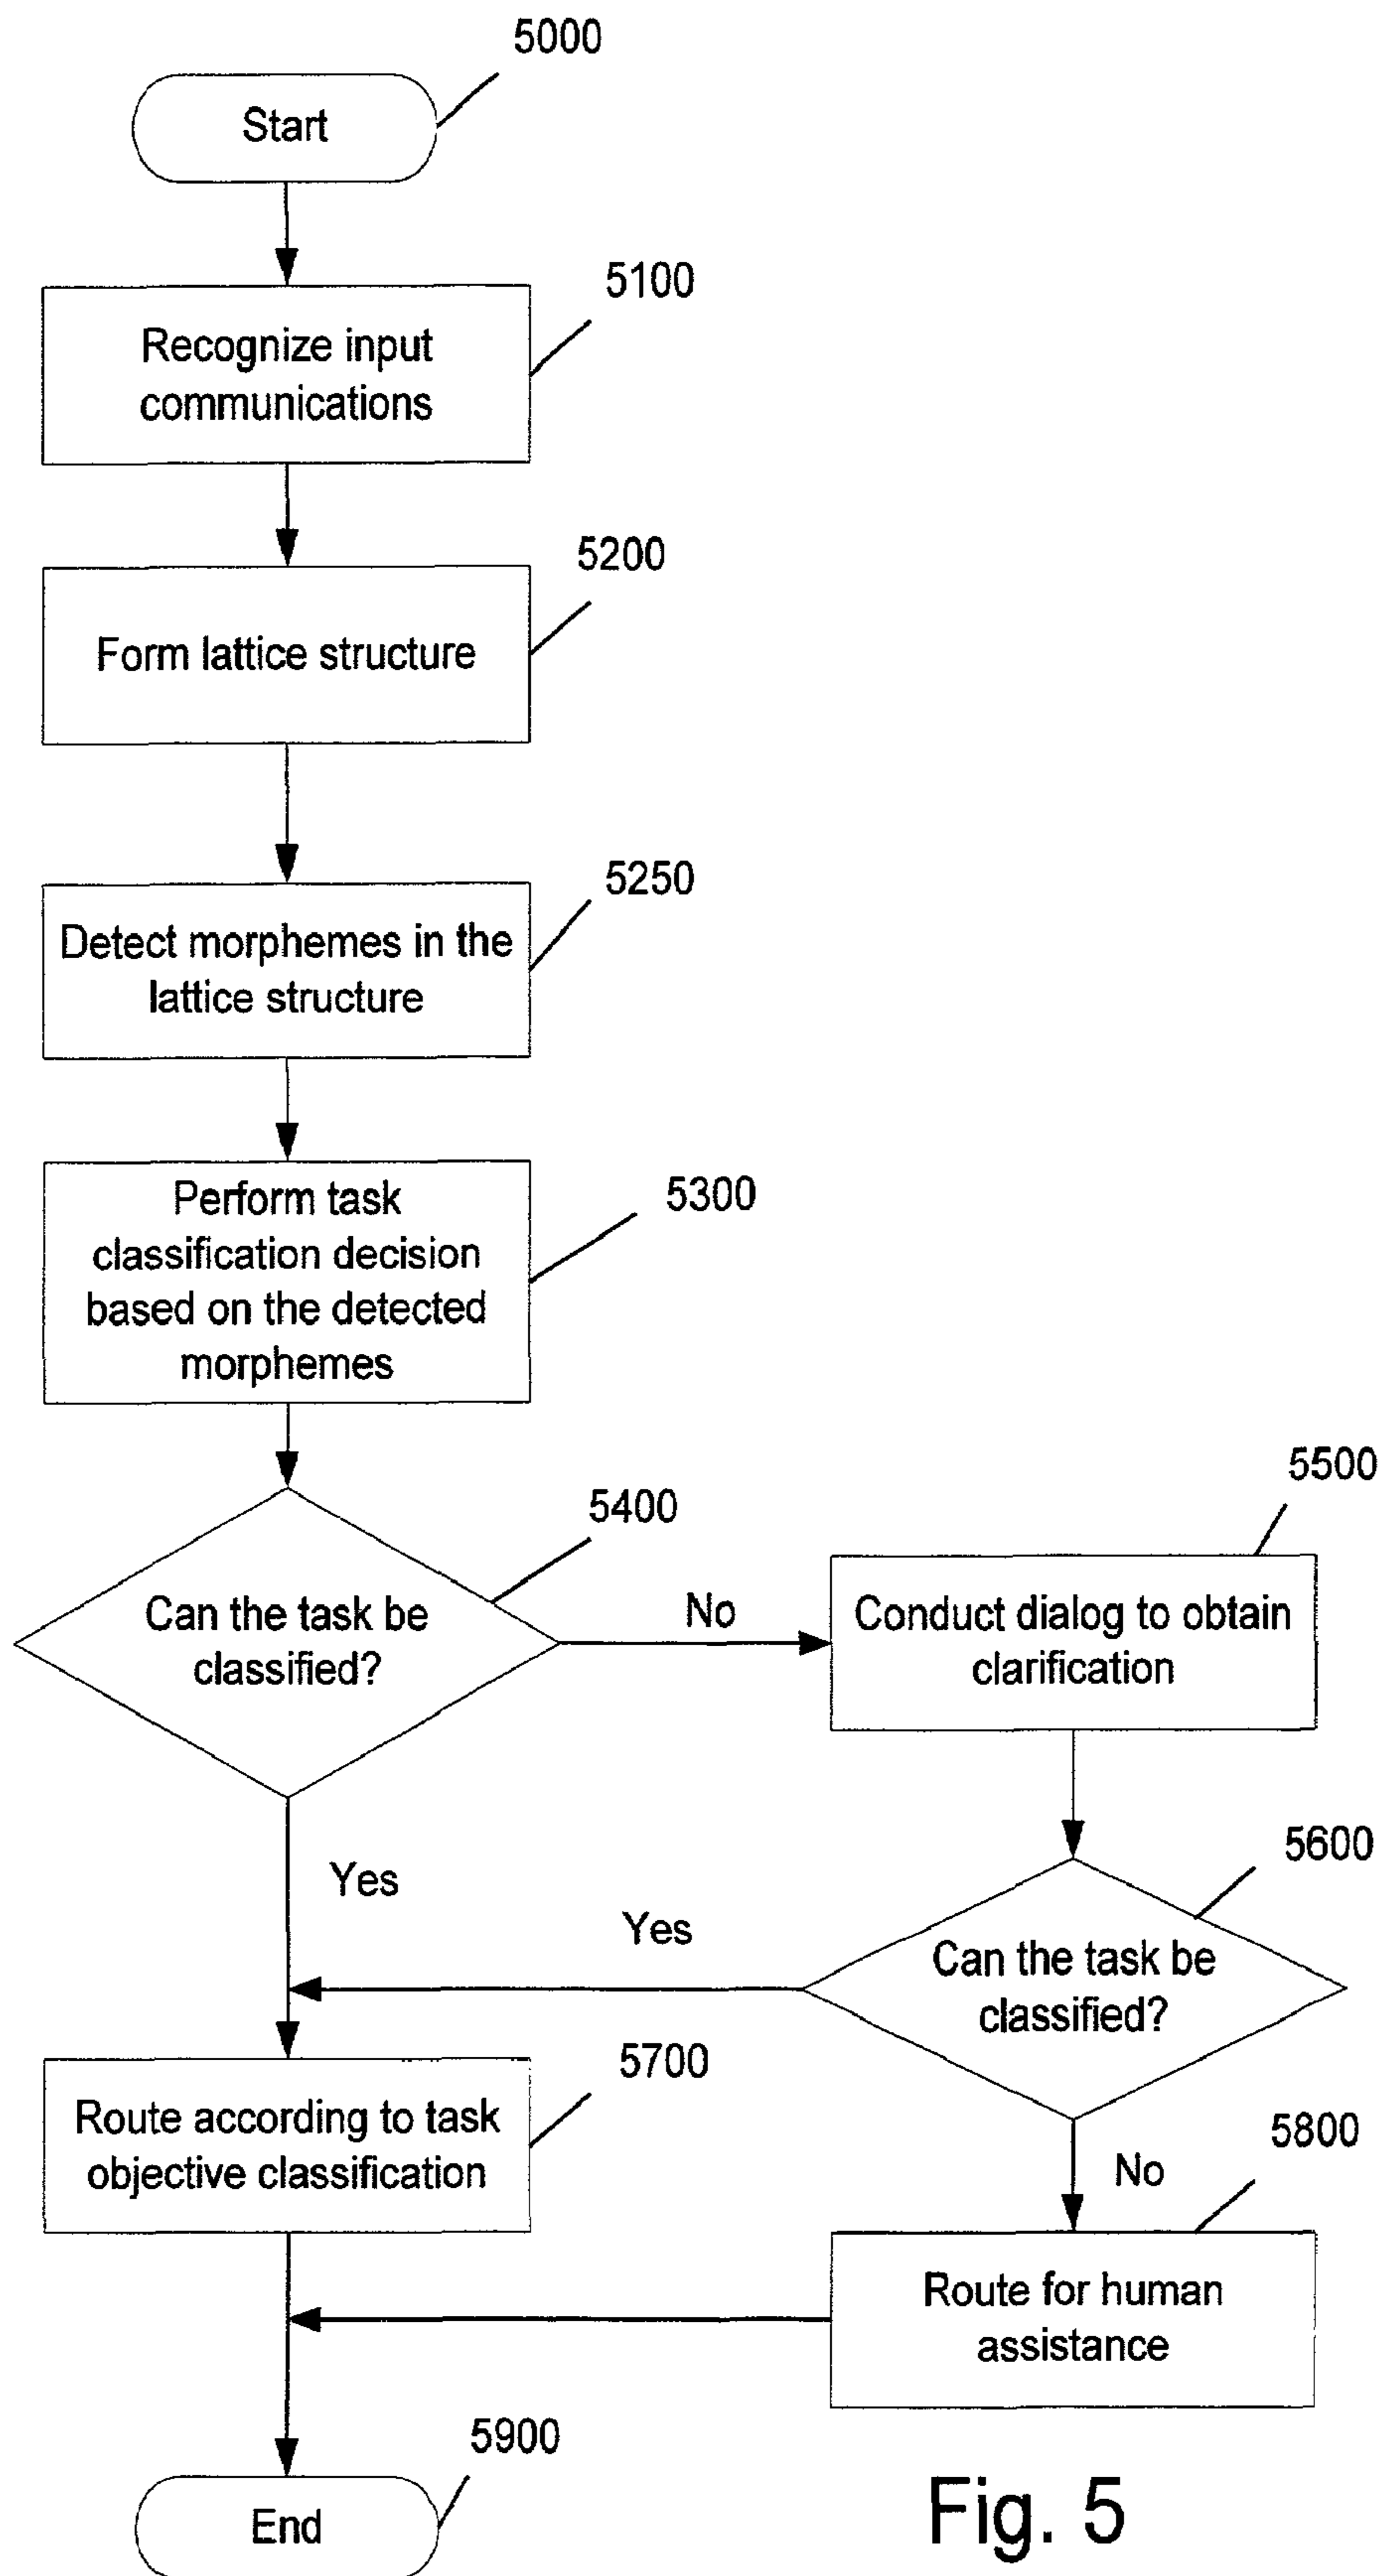 5000
Start
5100
Recognize input
communications
5200
Form lattice structure
5250
Detect morphemes in the
lattice structure
5300
Perform task
classification decision
based on the detected
morphemes
5400
Can the task be
classified?
No
5500
Conduct dialog to obtain
clarification
Yes
5600
Can the task be
classified?
Yes
5700
Route according to task
objective classification
No
5800
Route for human
assistance
5900
End
Fig. 5